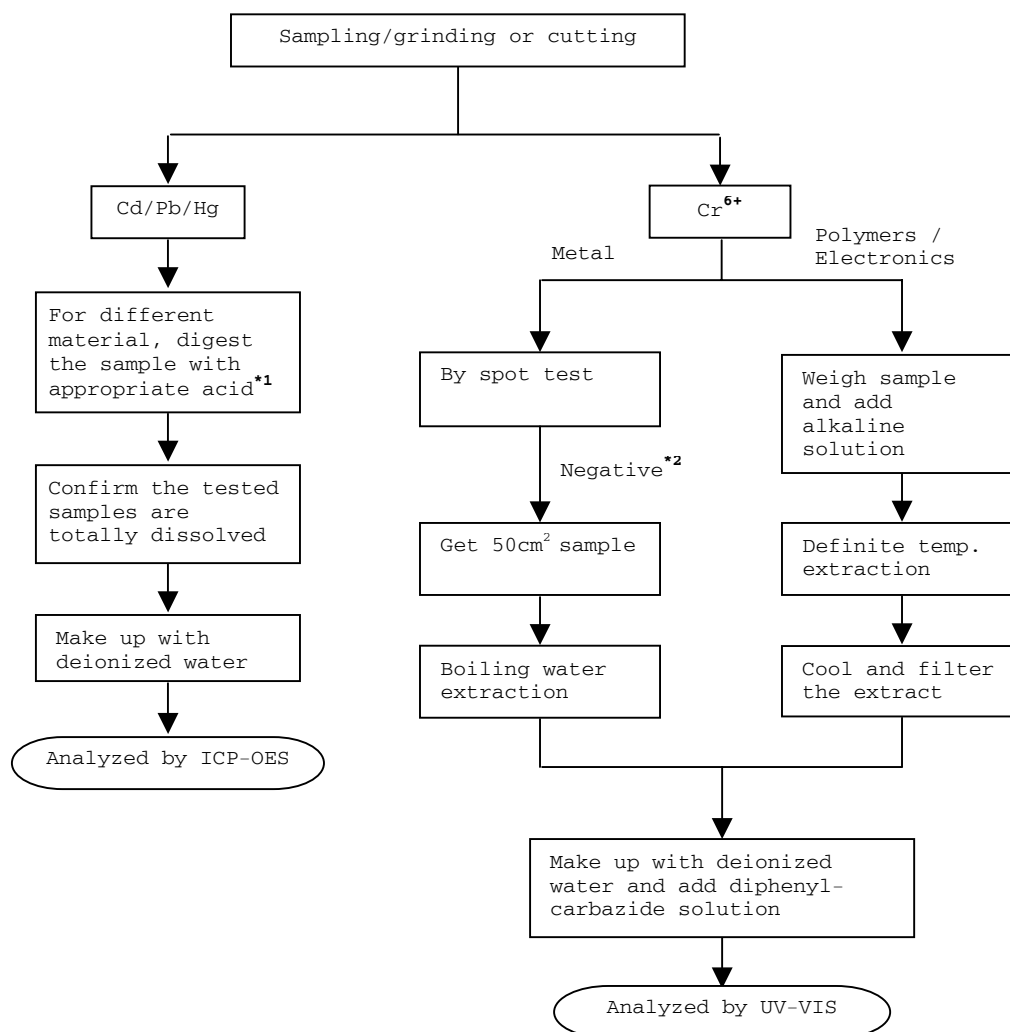 Sampling/grinding or cutting
Cd/Pb/Hg
For different
material, digest
the sample with
appropriate acid*1
Confirm the tested
samples are
totally dissolved
Make up with
deionized water
Analyzed by ICP-OES
Cr6+
Metal
Polymers /
Electronics
By spot test
Negative*2
Get 50cm2 sample
Boiling water
extraction
Weigh sample
and add
alkaline
solution
Definite temp.
extraction
Cool and filter
the extract
Make up with deionized
water and add diphenyl-
carbazide solution
Analyzed by UV-VIS